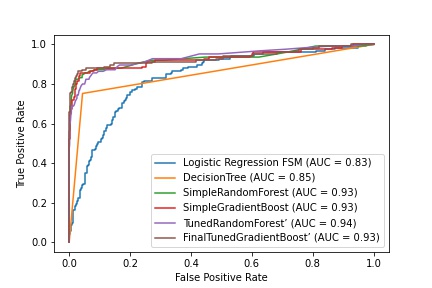 1.0
0.8
0.6
0.4
0.2
0.0
True Positive Rate
Logistic Regression FSM (AUC = 0.83)
DecisionTree (AUC = 0.85)
SimpleRandomForest (AUC = 0.93)
SimpleGradientBoost (AUC = 0.93)
TunedRandomForest’ (AUC = 0.94)
FinalTunedGradientBoost’ (AUC = 0.93)
0.0 0.2 0.4 0.6 0.8 1.0
False Positive Rate